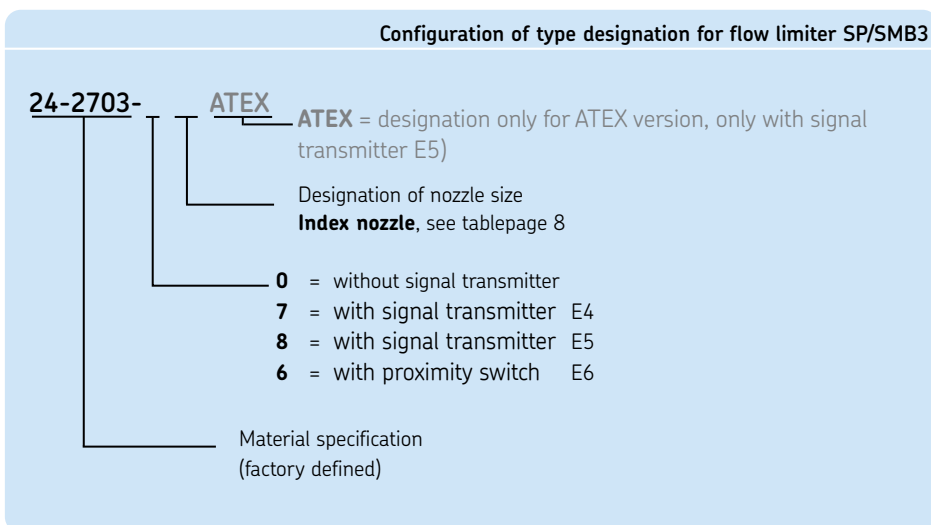 Configuration of type designation for flow limiter SP/SMB3
24-2703- _ _ ATEX
ATEX = designation only for ATEX version, only with signal
transmitter E5)
Designation of nozzle size
Index nozzle, see tablepage 8
0 = without signal transmitter
7 = with signal transmitter E4
8 = with signal transmitter E5
6 = with proximity switch E6
Material specification
(factory defined)